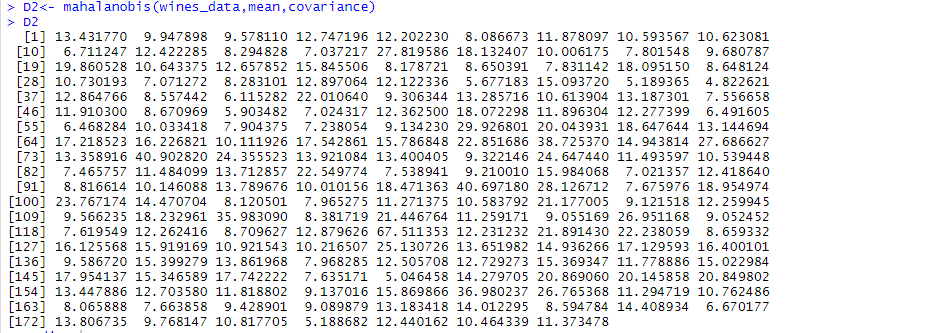 > D2<- mahalanobis(wines_data,mean,covariance)
> D2
[1] 13.431770 9.947898 9.578110 12.747196 12.202230 8.086673 11.878097 10.593567 10.623081
[10] 6.711247 12.422285 8.294828 7.037217 27.819586 18.132407 10.006175 7.801548 9.680787
[19] 19.860528 10.643375 12.657852 15.845506 8.178721 8.650391 7.831142 18.095150 8.648124
[28] 10.730193 7.071272 8.283101 12.897064 12.122336 5.677183 15.093720 5.189365 4.822621
[37] 12.864766 8.557442 6.115282 22.010640 9.306344 13.285716 10.613904 13.187301 7.556658
[46] 11.910300 8.670969 5.903482 7.024317 12.362500 18.072298 11.896304 12.277399 6.491605
[55] 6.468284 10.033418 7.904375 7.238054 9.134230 29.926801 20.043931 18.647644 13.144694
[64] 17.218523 16.226821 10.111926 17.542861 15.786848 22.851686 38.725370 14.943814 27.686627
[73] 13.358916 40.902820 24.355523 13.921084 13.400405 9.322146 24.647440 11.493597 10.539448
[82] 7.465757 11.484099 13.712857 22.549774 7.538941 9.210010 15.984068 7.021357 12.418640
[91] 8.816614 10.146088 13.789676 10.010156 18.471363 40.697180 28.126712 7.675976 18.954974
[100] 23.767174 14.470704 8.120501 7.965275 11.271375 10.583792 21.177005 9.121518 12.259945
[109] 9.566235 18.232961 35.983090 8.381719 21.446764 11.259171 9.055169 26.951168 9.052452
[118] 7.619549 12.262416 8.709627 12.879626 67.511353 12.231232 21.891430 22.238059 8.659332
[127] 16.125568 15.919169 10.921543 10.216507 25.130726 13.651982 14.936266 17.129593 16.400101
[136] 9.586720 15.399279 13.861968 7.968285 12.505708 12.729273 15.369347 11.778886 15.022984
[145] 17.954137 15.346589 17.742222 7.635171 5.046458 14.279705 20.869060 20.145858 20.849802
[154] 13.447886 12.703580 11.818802 9.137016 15.869866 36.980237 26.765368 11.294719 10.762486
[163] 8.065888 7.663858 9.428901 9.089879 13.183418 14.012295 8.594784 14.408934 6.670177
[172] 13.806735 9.768147 10.817705 5.188682 12.440162 10.464339 11.373478